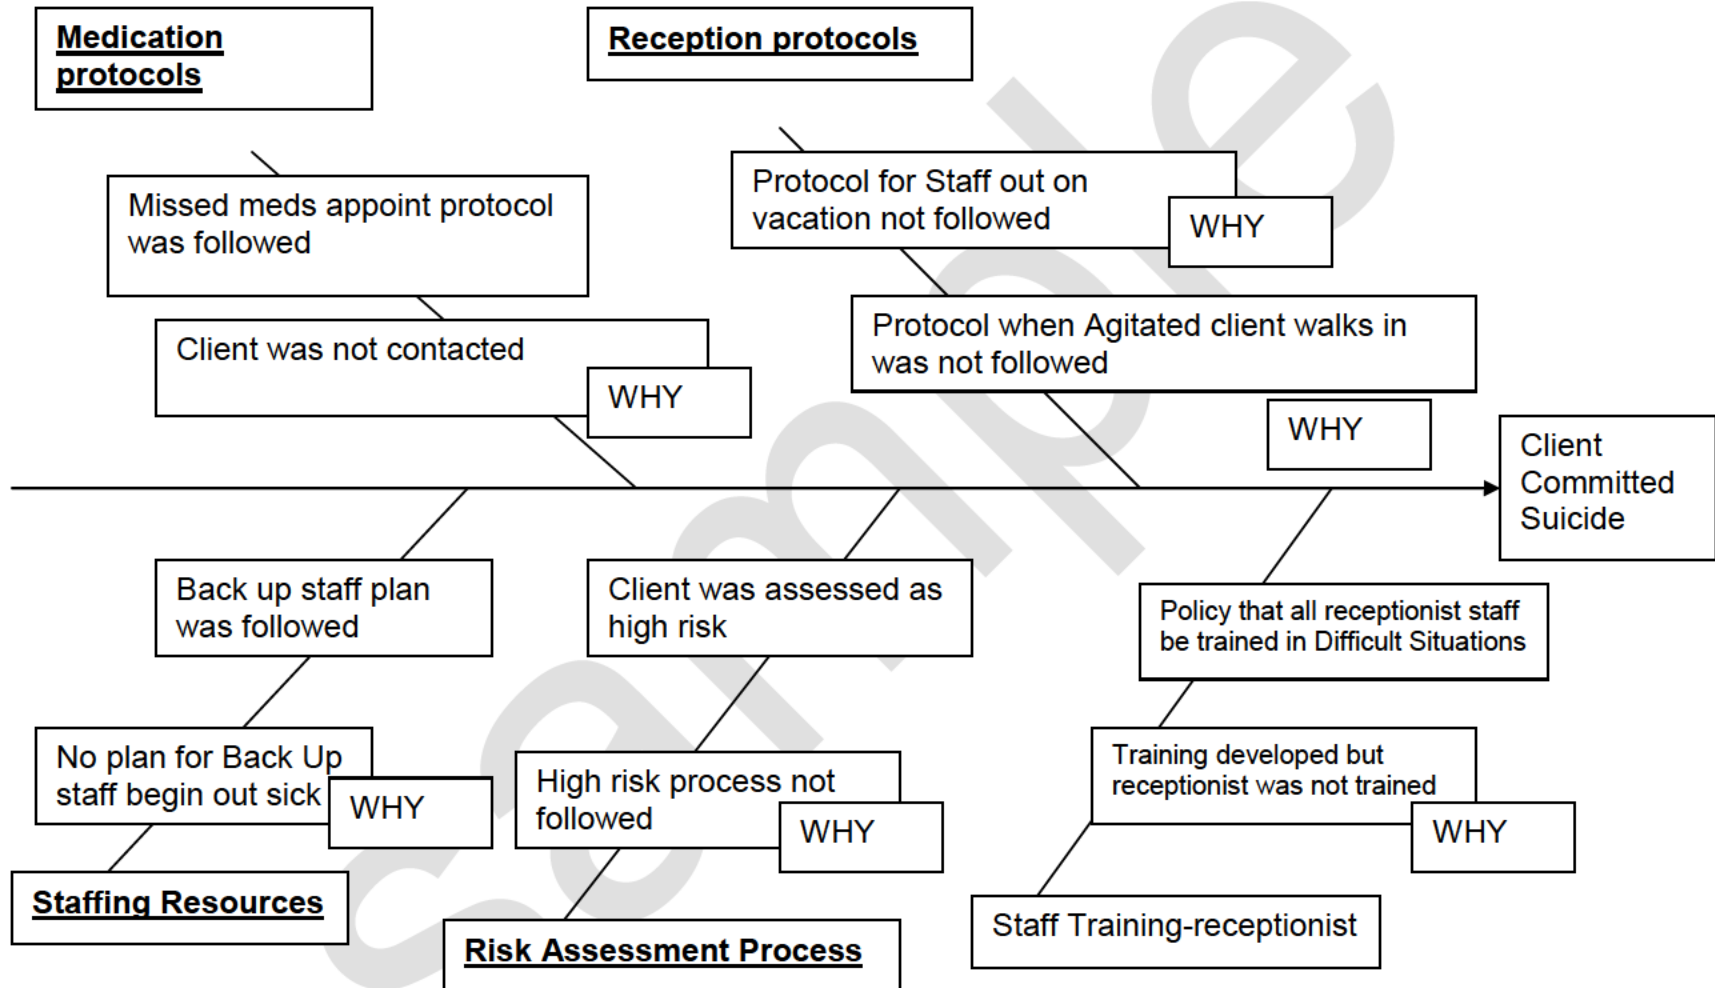 Medication
protocols
Reception protocols
Missed meds appoint protocol
was followed
Protocol for Staff out on
vacation not followed
WHY
Client was not contacted
WHY
Protocol when Agitated client walks in
was not followed
WHY
Client
Committed
Suicide
Back up staff plan
was followed
Client was assessed as
high risk
Policy that all receptionist staff
be trained in Difficult Situations
No plan for Back Up
staff begin out sick
WHY
High risk process not
followed
WHY
Training developed but
receptionist was not trained
WHY
Staffing Resources
Risk Assessment Process
Staff Training-receptionist
sample